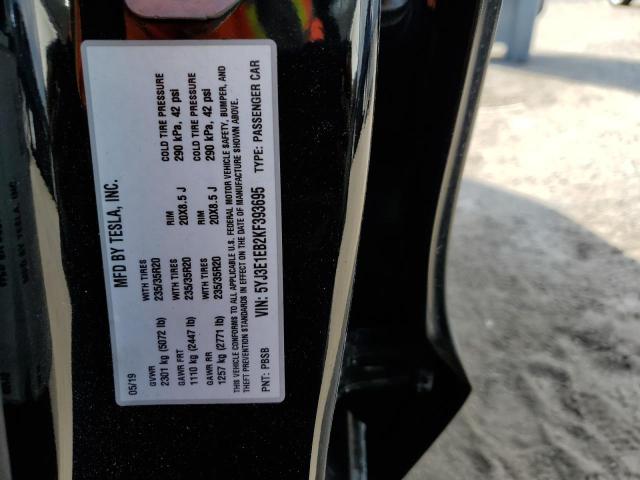 MFD BY TESLA, INC.
05/19
GVWR
2301 kg (5072 lb)
GAWR FRT WITH TIRES RIM COLD TIRE PRESSURE
1110 kg (2447 lb) 235/35R20 20X8.5 J 290 kPa, 42 psi
GAWR RR WITH TIRES RIM COLD TIRE PRESSURE
1257 kg (2771 lb) 235/35R20 20X8.5 J 290 kPa, 42 psi
THIS VEHICLE CONFORMS TO ALL APPLICABLE U.S. FEDERAL MOTOR VEHICLE SAFETY, BUMPER, AND
THEFT PREVENTION STANDARDS IN EFFECT ON THE DATE OF MANUFACTURE SHOWN ABOVE.
VIN: 5YJ3E1EB2KF393695 TYPE: PASSENGER CAR
PNT: PBSB